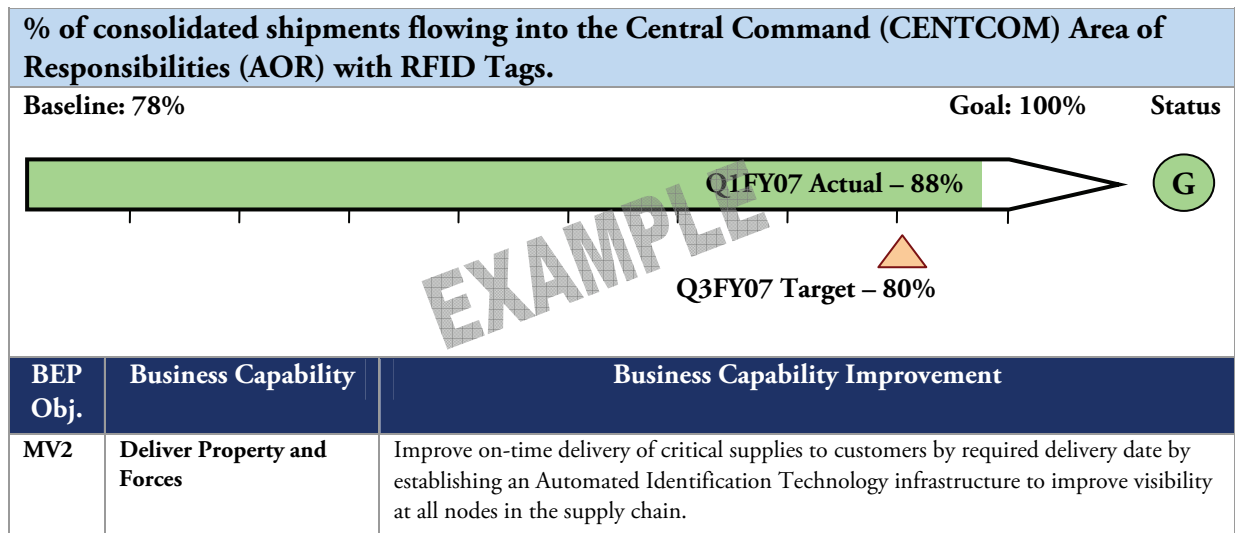 % of consolidated shipments flowing into the Central Command (CENTCOM) Area of
Responsibilities (AOR) with RFID Tags.
Baseline: 78% Goal: 100% Status
Q1FY07 Actual – 88% G
EXAMPLE
Q3FY07 Target – 80%
BEP Business Capability Business Capability Improvement
Obj.
MV2 Deliver Property and Improve on-time delivery of critical supplies to customers by required delivery date by
Forces establishing an Automated Identification Technology infrastructure to improve visibility
at all nodes in the supply chain.